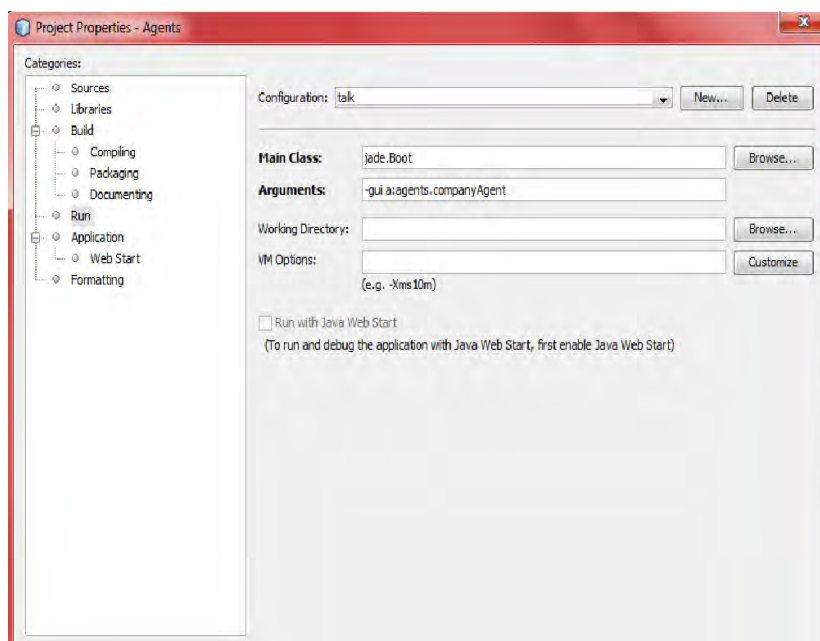 Project Properties - Agents
X
Categories:
Sources
Libraries
Build
Compiling
Packaging
Documenting
Run
Application
Web Start
Formatting
Configuration: talk New... Delete
Main Class: jade.Boot Browse...
Arguments: -gui a:agents.companyAgent
Working Directory: Browse...
VM Options: Customize
(e.g. -Xms10m)
Run with Java Web Start
(To run and debug the application with Java Web Start, first enable Java Web Start)